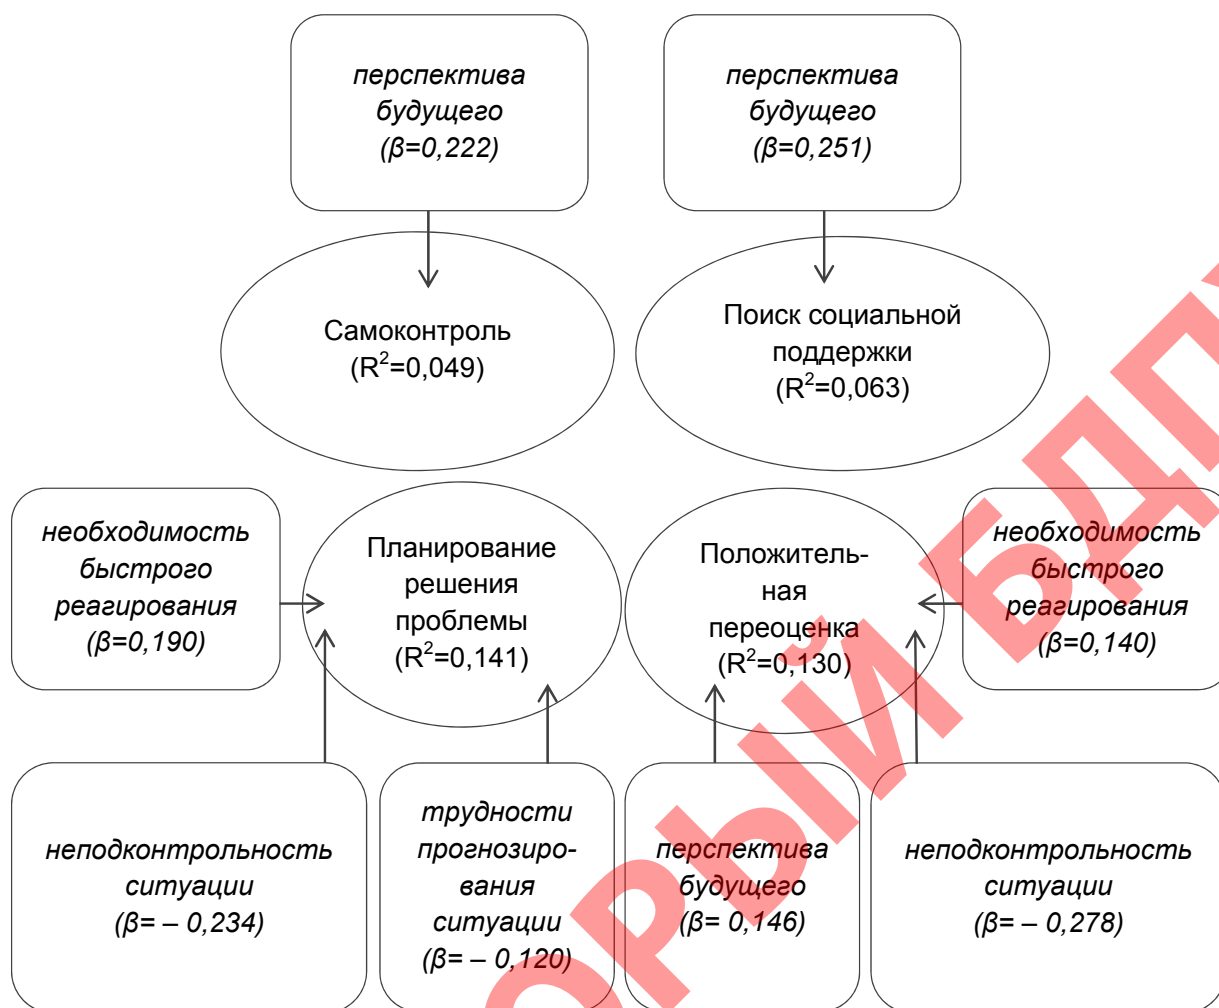 перспектива
будущего
(β=0,222)
перспектива
будущего
(β=0,251)
Самоконтроль
(R²=0,049)
Поиск социальной
поддержки
(R²=0,063)
необходимость
быстрого
реагирования
(β=0,190)
Планирование
решения
проблемы
(R²=0,141)
Положитель-
ная
переоценка
(R²=0,130)
необходимость
быстрого
реагирования
(β=0,140)
неподконтрольность
ситуации
(β= – 0,234)
трудности
прогнозиро-
вания
ситуации
(β= – 0,120)
перспектива
будущего
(β= 0,146)
неподконтрольность
ситуации
(β= – 0,278)